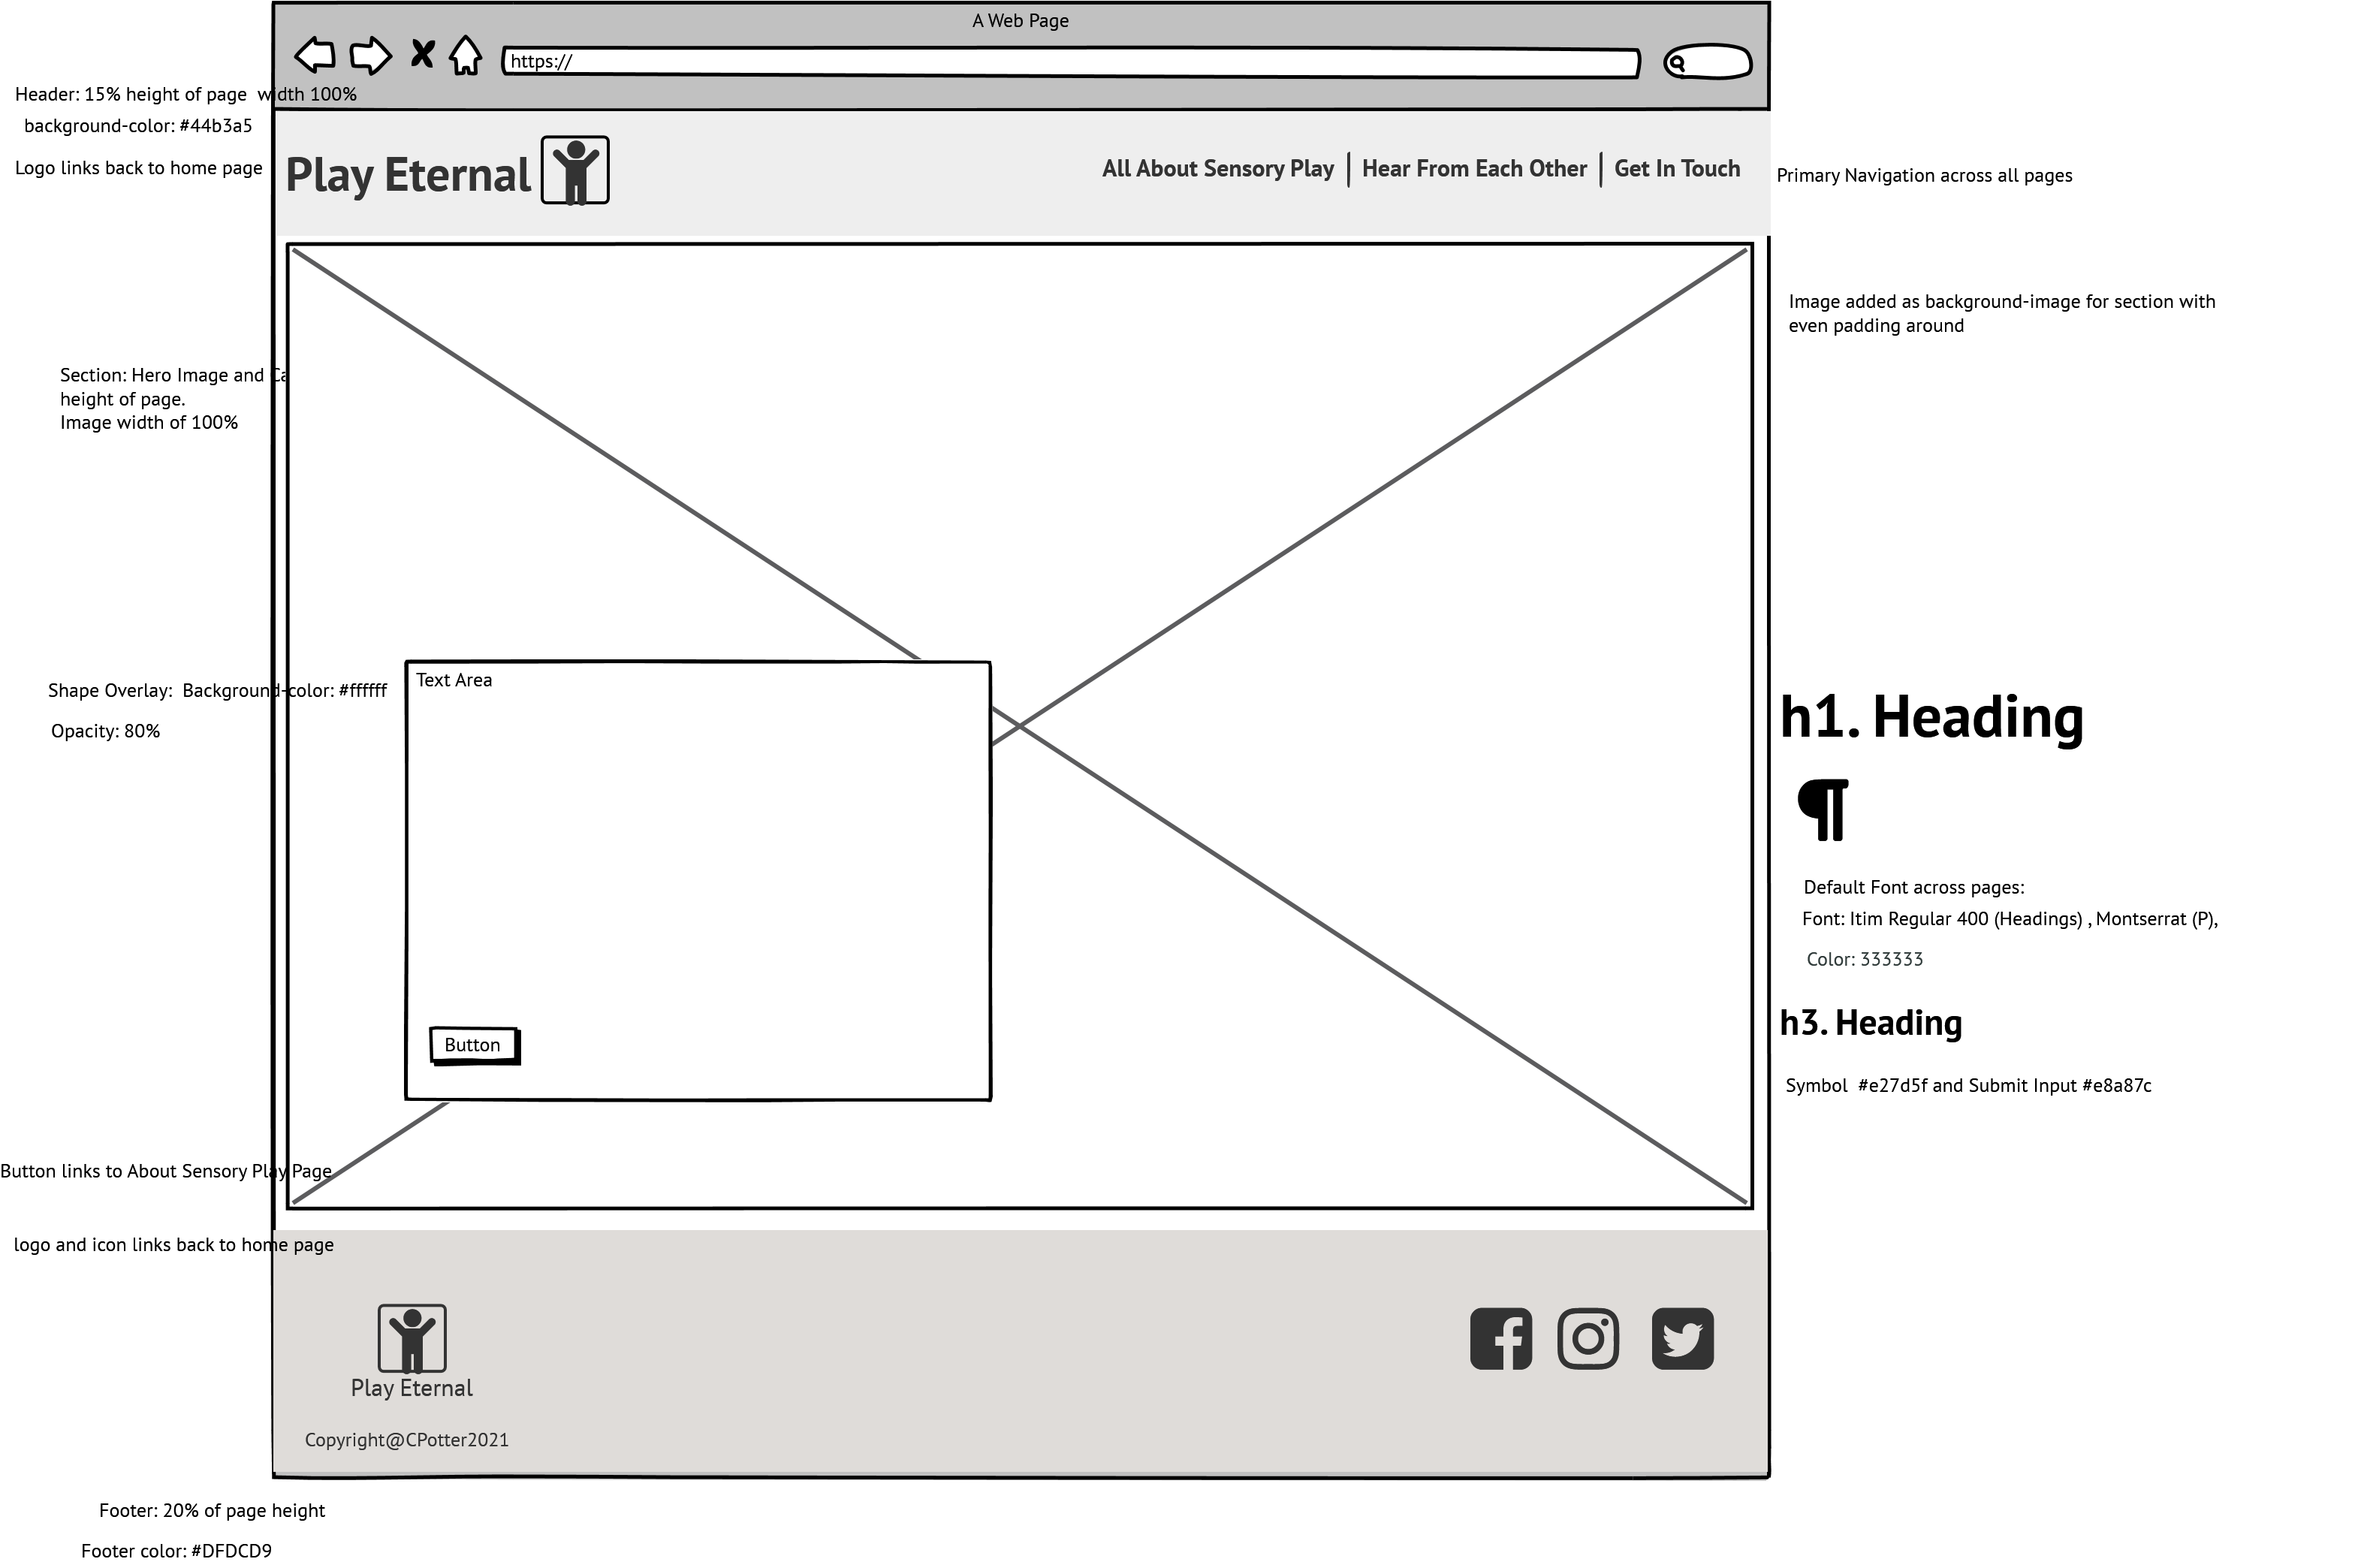 A Web Page
https://
Header: 15% height of page  width 100%
background-color: #44b3a5
Logo links back to home page
Play Eternal
All About Sensory Play
Hear From Each Other
Get In Touch
Primary Navigation across all pages
Image added as background-image for section with
even padding around
Section: Hero Image and Ca
height of page.
Image width of 100%
Shape Overlay:  Background-color: #ffffff
Opacity: 80%
Text Area
h1. Heading
¶
Default Font across pages:
Font: Itim Regular 400 (Headings) , Montserrat (P),
Color: 333333
h3. Heading
Button
Symbol  #e27d5f and Submit Input #e8a87c
Button links to About Sensory Play Page
logo and icon links back to home page
Play Eternal
Copyright@CPotter2021
Footer: 20% of page height
Footer color: #DFDCD9